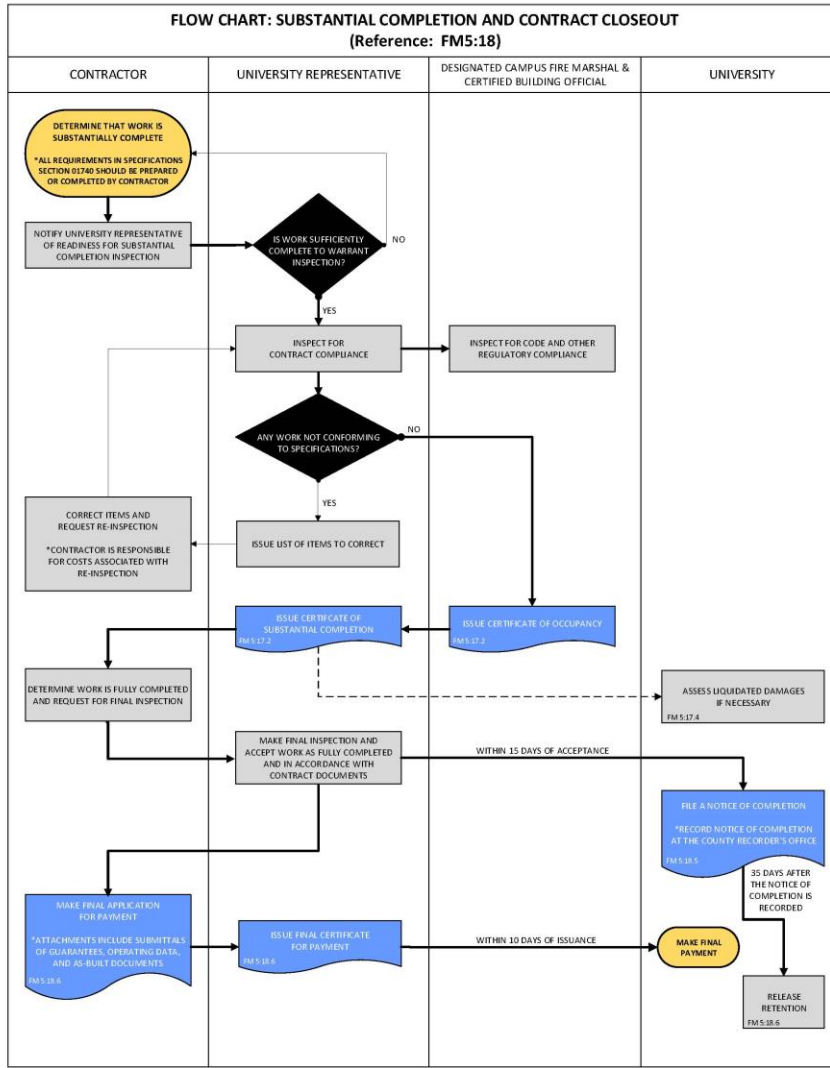 FLOW CHART: SUBSTANTIAL COMPLETION AND CONTRACT CLOSEOUT
(Reference: FM5:18)
CONTRACTOR
UNIVERSITY REPRESENTATIVE
DESIGNATED CAMPUS FIRE MARSHAL &
CERTIFIED BUILDING OFFICIAL
UNIVERSITY
DETERMINE THAT WORK IS
SUBSTANTIALLY COMPLETE
*ALL REQUIREMENTS IN SPECIFICATIONS
SECTION 01740 SHOULD BE PREPARED
OR COMPLETED BY CONTRACTOR
NOTIFY UNIVERSITY REPRESENTATIVE
OF READINESS FOR SUBSTANTIAL
COMPLETION INSPECTION
IS WORK SUFFICIENTLY
COMPLETE TO WARRANT
INSPECTION?
NO
YES
INSPECT FOR
CONTRACT COMPLIANCE
INSPECT FOR CODE AND OTHER
REGULATORY COMPLIANCE
ANY WORK NOT CONFORMING
TO SPECIFICATIONS?
NO
YES
CORRECT ITEMS AND
REQUEST RE-INSPECTION
*CONTRACTOR IS RESPONSIBLE
FOR COSTS ASSOCIATED WITH
RE-INSPECTION
ISSUE LIST OF ITEMS TO CORRECT
ISSUE CERTIFCATE OF
SUBSTANTIAL COMPLETION
FM 5:17.2
ISSUE CERTIFICATE OF OCCUPANCY
FM 5:17.2
DETERMINE WORK IS FULLY COMPLETED
AND REQUEST FOR FINAL INSPECTION
ASSESS LIQUIDATED DAMAGES
IF NECESSARY
FM 5:17.4
MAKE FINAL INSPECTION AND
ACCEPT WORK AS FULLY COMPLETED
AND IN ACCORDANCE WITH
CONTRACT DOCUMENTS
WITHIN 15 DAYS OF ACCEPTANCE
FILE A NOTICE OF COMPLETION
*RECORD NOTICE OF COMPLETION
AT THE COUNTY RECORDER'S OFFICE
FM 5:18.5
35 DAYS AFTER
THE NOTICE OF
COMPLETION IS
RECORDED
MAKE FINAL APPLICATION
FOR PAYMENT
*ATTACHMENTS INCLUDE SUBMITTALS
OF GUARANTEES, OPERATING DATA,
AND AS-BUILT DOCUMENTS
FM 5:18.6
ISSUE FINAL CERTIFICATE
FOR PAYMENT
FM 5:18.6
WITHIN 10 DAYS OF ISSUANCE
MAKE FINAL
PAYMENT
RELEASE
RETENTION
FM 5:18.6